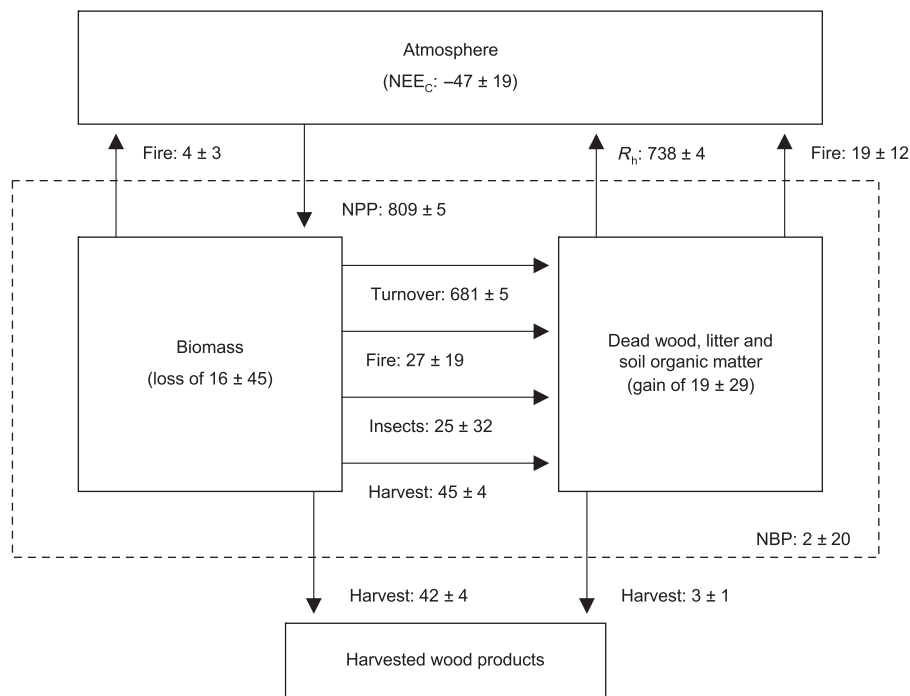 Atmosphere
(NEEC: –47 ± 19)
Fire: 4 ± 3
Rh: 738 ± 4
Fire: 19 ± 12
NPP: 809 ± 5
Turnover: 681 ± 5
Biomass
(loss of 16 ± 45)
Fire: 27 ± 19
Insects: 25 ± 32
Harvest: 45 ± 4
Dead wood, litter and
soil organic matter
(gain of 19 ± 29)
NBP: 2 ± 20
Harvest: 42 ± 4
Harvest: 3 ± 1
Harvested wood products